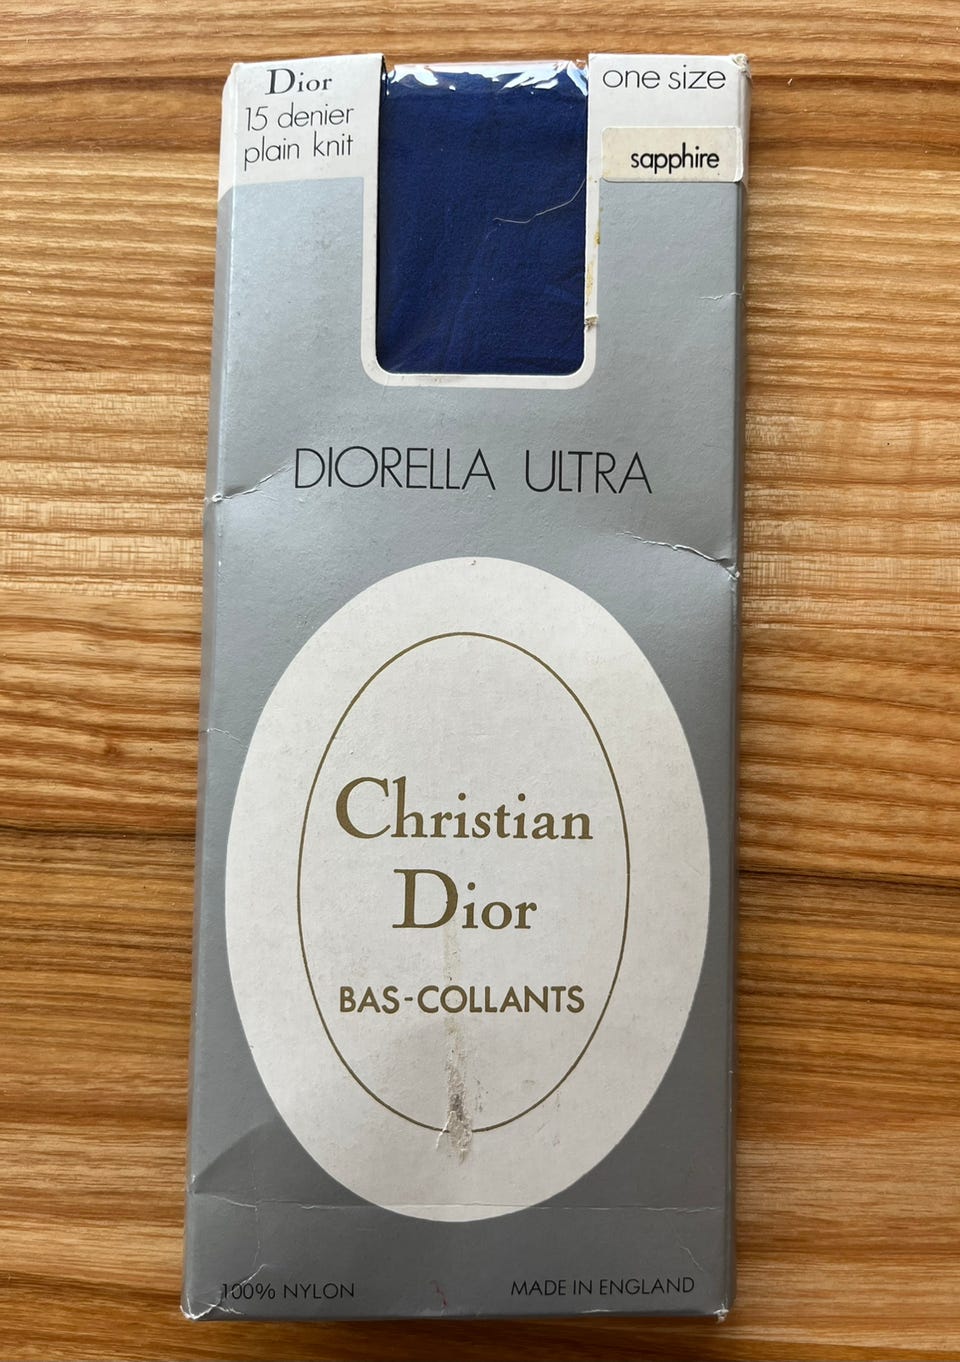 Dior
15 denier
plain knit
one size
sapphire
DIORELLA ULTRA
Christian
Dior
BAS-COLLANTS
100% NYLON
MADE IN ENGLAND